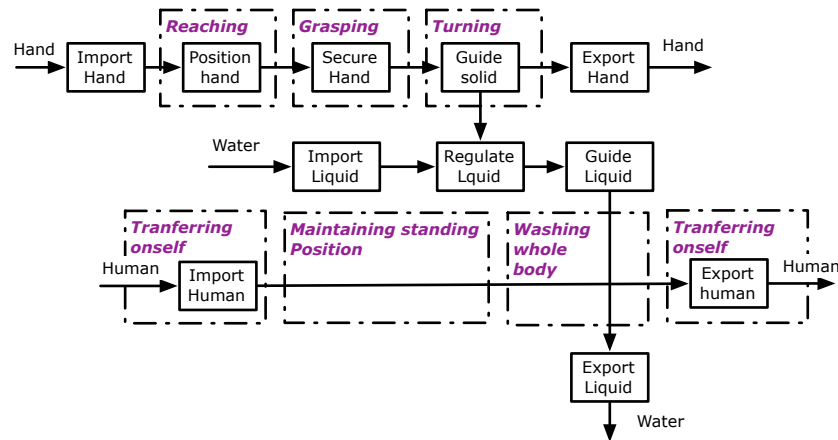 Reaching
Grasping
Turning
Hand
Import
Hand
Position
hand
Secure
Hand
Guide
solid
Export
Hand
Hand
Water
Import
Liquid
Regulate
Lquid
Guide
Liquid
Tranferring
onself
Maintaining standing
Position
Washing
whole
body
Tranferring
onself
Human
Import
Human
Export
human
Human
Export
Liquid
Water